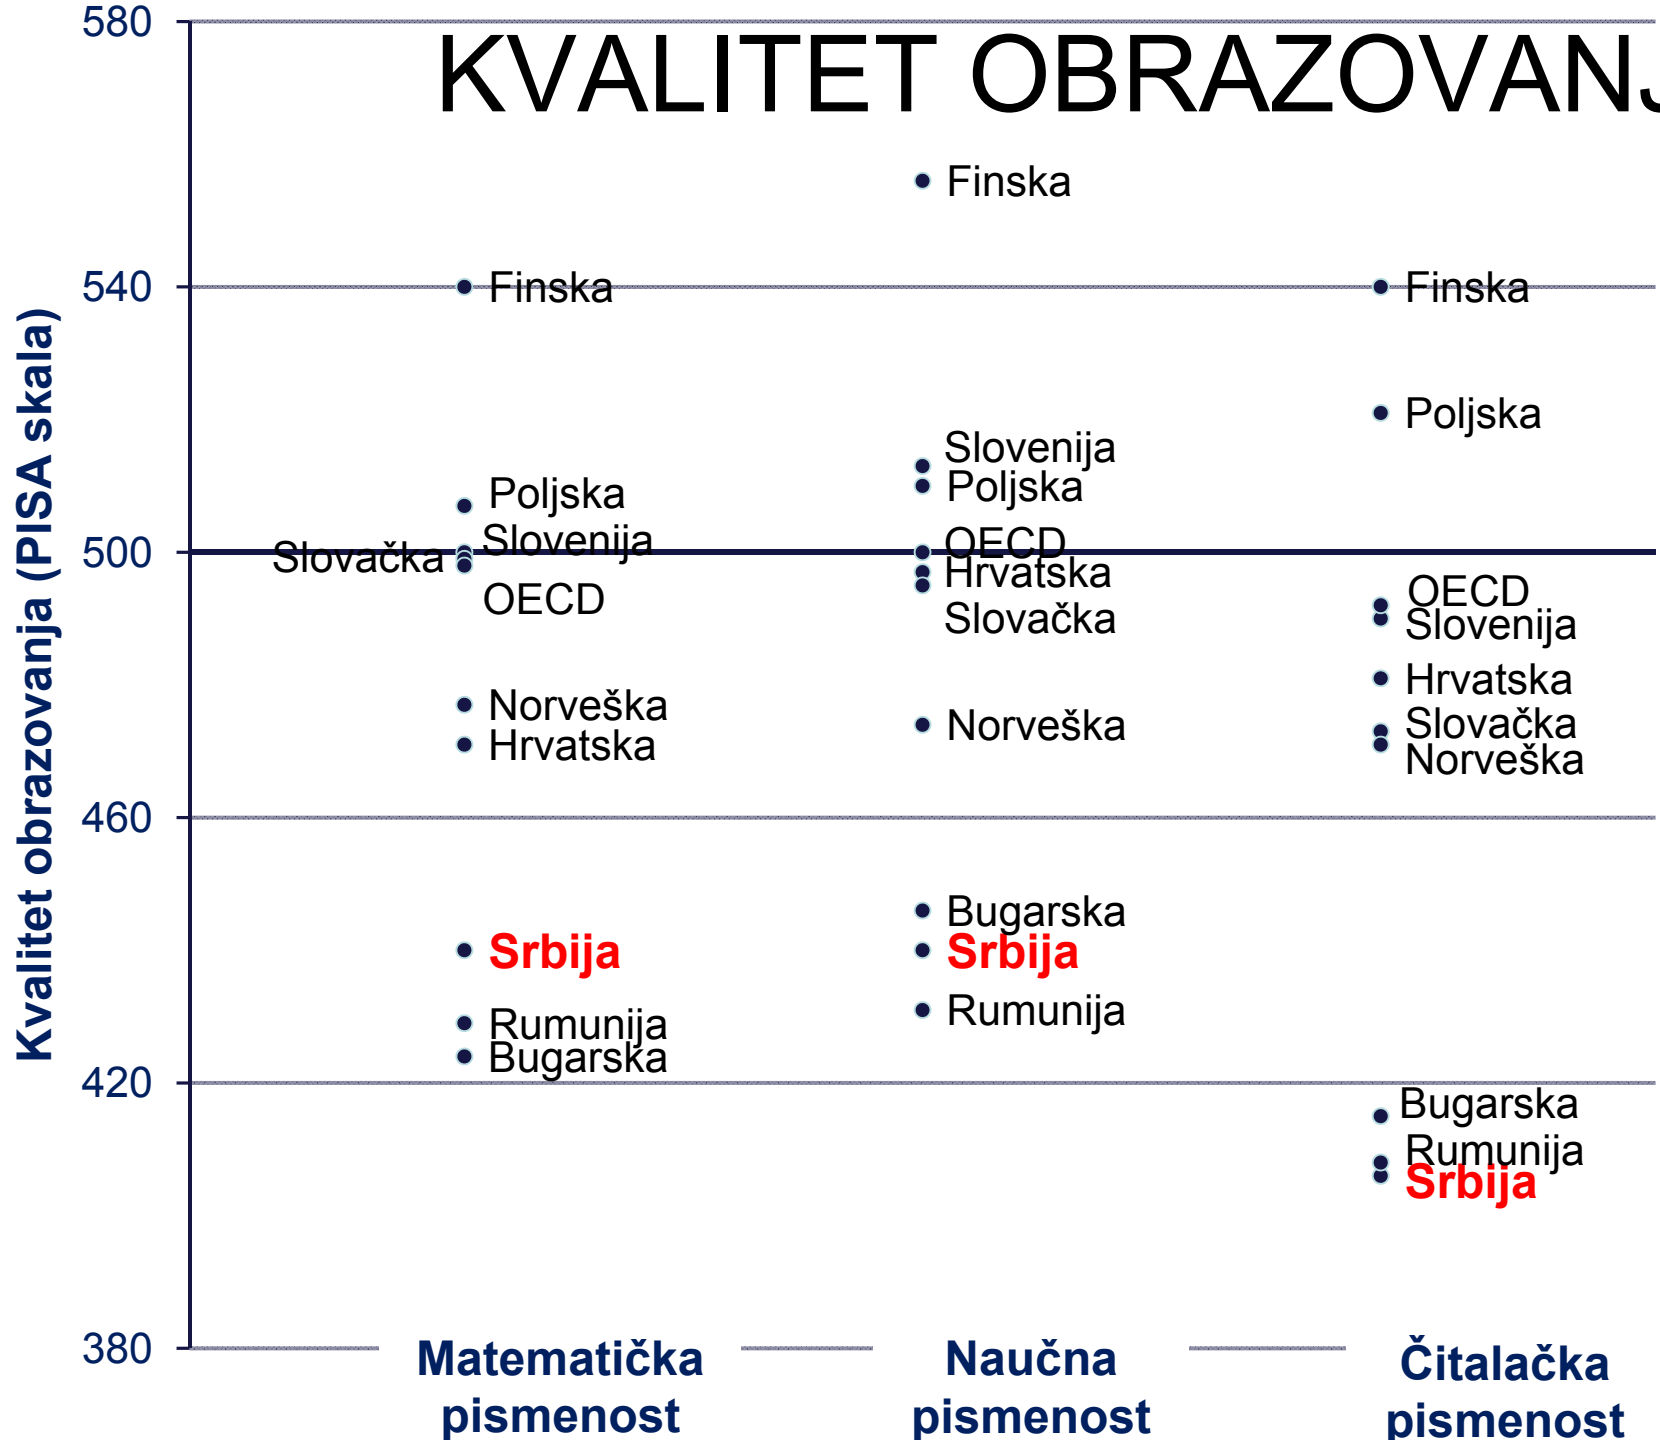 KVALITET OBRAZOVANJ
Kvalitet obrazovanja (PISA skala)
580
540
500
460
420
380
Finska
Poljska
Slovenija
Slovačka
OECD
Norveška
Hrvatska
Srbija
Rumunija
Bugarska
Matematička
pismenost
Finska
Slovenija
Poljska
OECD
Hrvatska
Slovačka
Norveška
Bugarska
Srbija
Rumunija
Naučna
pismenost
Finska
Poljska
OECD
Slovenija
Hrvatska
Slovačka
Norveška
Bugarska
Rumunija
Srbija
Čitalačka
pismenost